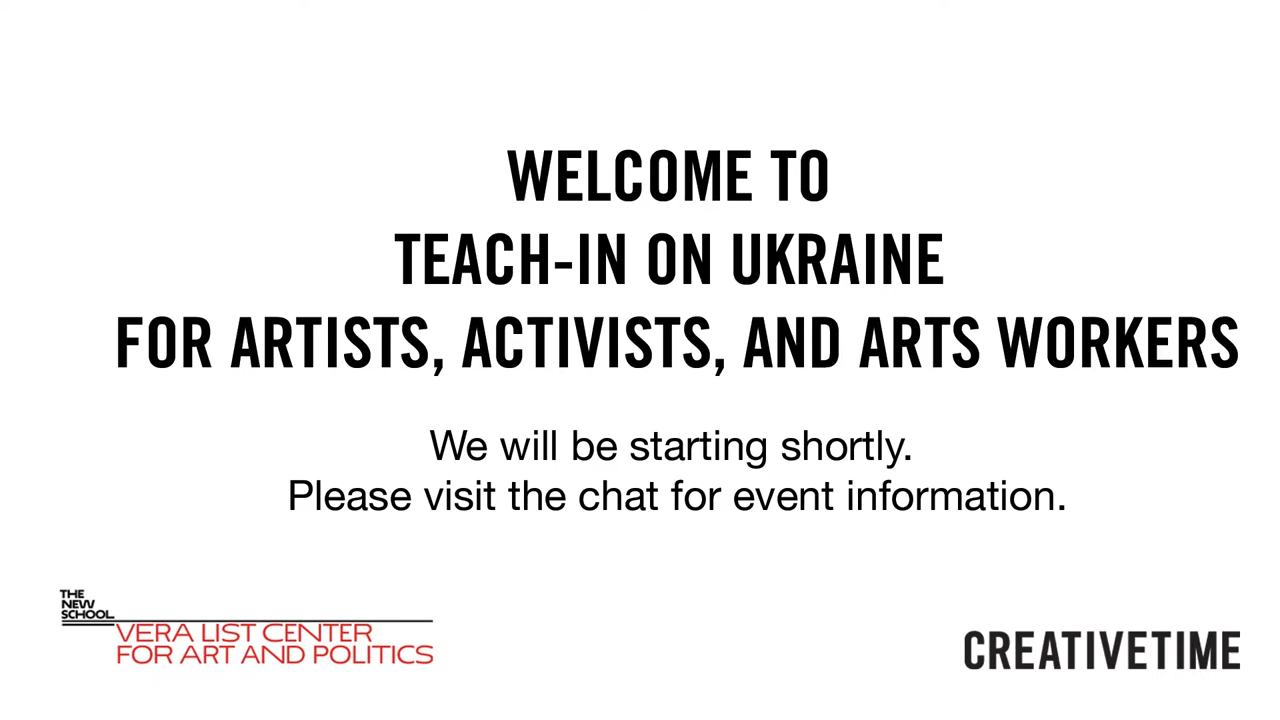 WELCOME TO
TEACH-IN ON UKRAINE
FOR ARTISTS, ACTIVISTS, AND ARTS WORKERS
We will be starting shortly.
Please visit the chat for event information.
THE
NEW
SCHOOL
VERA LIST CENTER
FOR ART AND POLITICS
CREATIVETIME